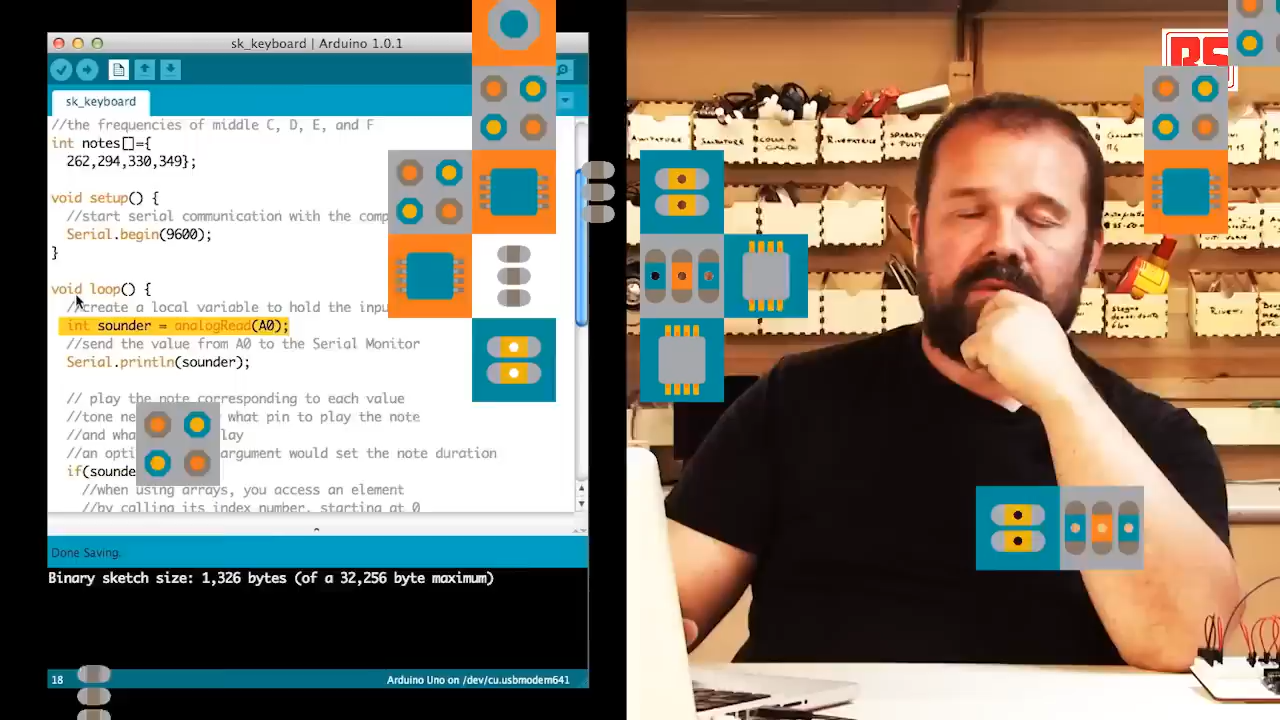 sk_keyboard | Arduino 1.0.1
sk_keyboard
//the frequencies of middle C, D, E, and F
int notes[]={
262,294,330,349};
void setup() {
//start serial communication with the comp
Serial.begin(9600);
}
void loop() {
//create a local variable to hold the inpu
int sounder = analogRead(A0);
//send the value from A0 to the Serial Monitor
Serial.println(sounder);
// play the note corresponding to each value
//tone ne what pin to play the note
//and wha lay
//an opti argument would set the note duration
if(sounde
//when using arrays, you access an element
//by calling its index number, starting at 0
Done Saving.
Binary sketch size: 1,326 bytes (of a 32,256 byte maximum)
18
Arduino Uno on /dev/cu.usbmodem641
RS
RIVETTI